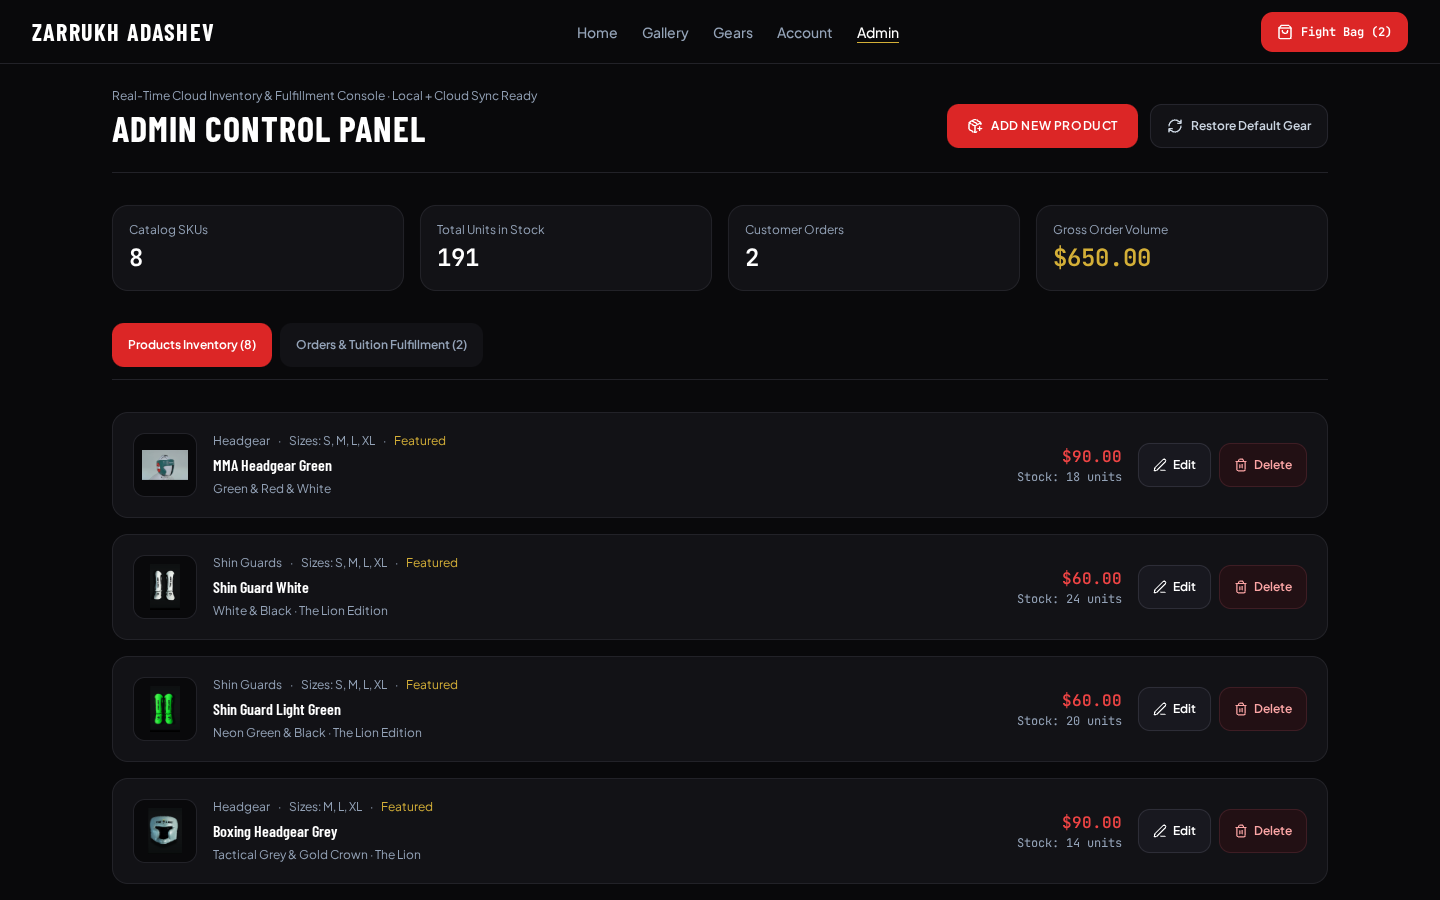 ZARRUKH ADASHEV
Home Gallery Gears Account Admin
Fight Bag (2)
Real-Time Cloud Inventory & Fulfillment Console · Local + Cloud Sync Ready
ADMIN CONTROL PANEL
ADD NEW PRODUCT
Restore Default Gear
Catalog SKUs
8
Total Units in Stock
191
Customer Orders
2
Gross Order Volume
$650.00
Products Inventory (8)
Orders & Tuition Fulfillment (2)
Headgear · Sizes: S, M, L, XL · Featured
MMA Headgear Green
Green & Red & White
$90.00
Stock: 18 units
Edit
Delete
Shin Guards · Sizes: S, M, L, XL · Featured
Shin Guard White
White & Black · The Lion Edition
$60.00
Stock: 24 units
Edit
Delete
Shin Guards · Sizes: S, M, L, XL · Featured
Shin Guard Light Green
Neon Green & Black · The Lion Edition
$60.00
Stock: 20 units
Edit
Delete
Headgear · Sizes: M, L, XL · Featured
Boxing Headgear Grey
Tactical Grey & Gold Crown · The Lion
$90.00
Stock: 14 units
Edit
Delete